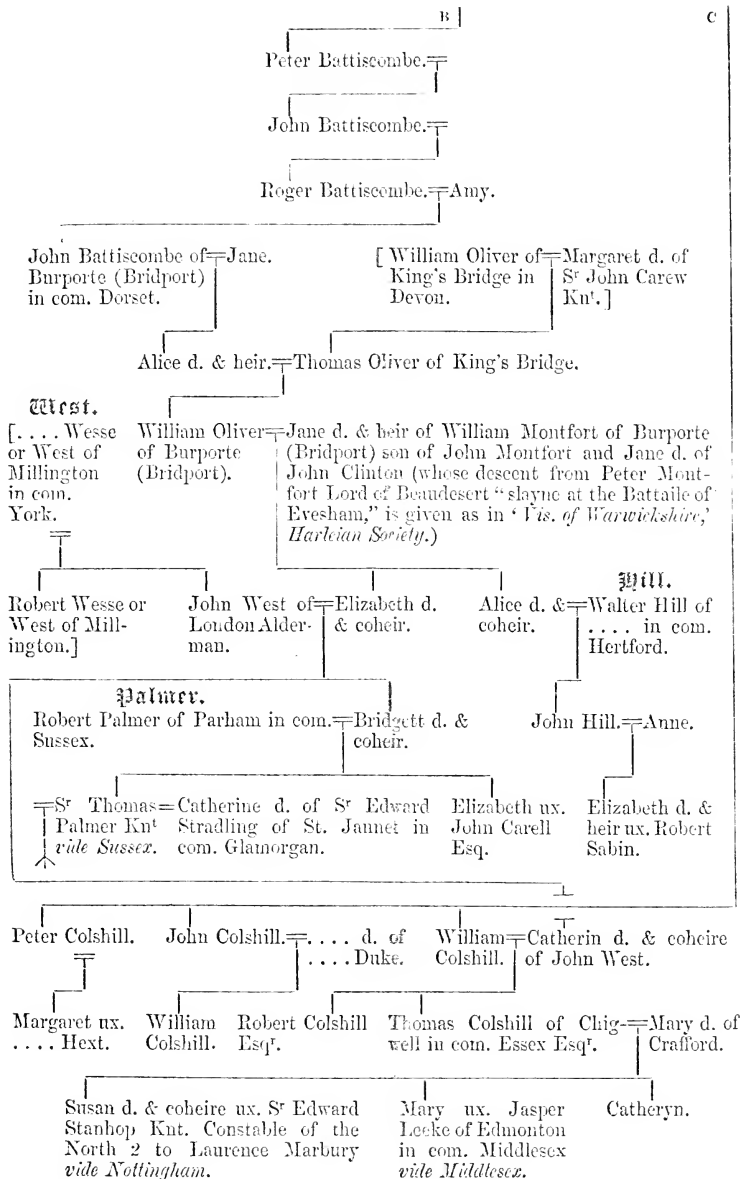 B C
Peter Battiscombe.
John Battiscombe.
Roger Battiscombe. Amy.
John Battiscombe of
Burporte (Bridport)
in com. Dorset.
Jane.
[ William Oliver of
King's Bridge in
Devon.
Margaret d. of
Sr John Carew
Knt.]
Alice d. & heir. Thomas Oliver of King's Bridge.
West.
[. . . . Wesse
or West of
Millington
in com.
York.
William Oliver
of Burporte
(Bridport).
Jane d. & heir of William Montfort of Burporte
(Bridport) son of John Montfort and Jane d. of
John Clinton (whose descent from Peter Mont-
fort Lord of Beaudesert "slayne at the Battaile of
Evesham," is given as in 'Vis. of Warwickshire,'
Harleian Society.)
Robert Wesse or
West of Mill-
ington.]
John West of
London Alder-
man.
Elizabeth d.
& coheir.
Alice d. &
coheir.
Hill.
Walter Hill of
. . . . in com.
Hertford.
Palmer.
Robert Palmer of Parham in com.
Sussex.
Bridgett d. &
coheir.
John Hill. Anne.
Sr Thomas
Palmer Knt
vide Sussex.
Catherine d. of Sr Edward
Stradling of St. Jannet in
com. Glamorgan.
Elizabeth ux.
John Carell
Esq.
Elizabeth d. &
heir ux. Robert
Sabin.
Peter Colshill.
John Colshill. . . . . d. of
. . . . Duke.
William
Colshill.
Catherin d. & coheire
of John West.
Margaret ux.
. . . . Hext.
William
Colshill.
Robert Colshill
Esqr.
Thomas Colshill of Chig-
well in com. Essex Esqr.
Mary d. of
Crafford.
Susan d. & coheire ux. Sr Edward
Stanhop Knt. Constable of the
North 2 to Laurence Marbury
vide Nottingham.
Mary ux. Jasper
Leeke of Edmonton
in com. Middlesex
vide Middlesex.
Catheryn.